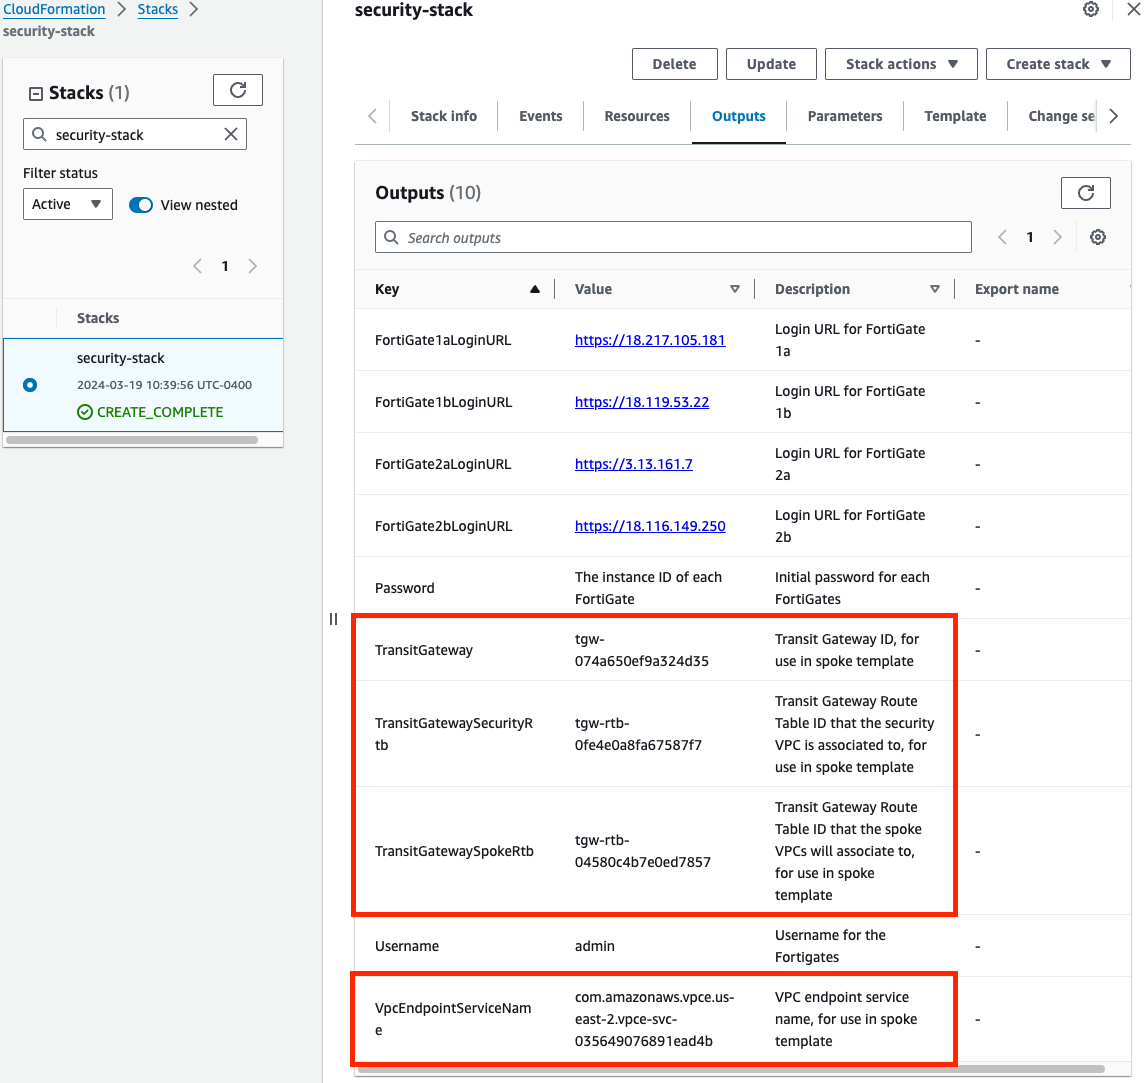 CloudFormation
Stacks
security-stack
Stacks (1)
security-stack
Filter status
Active
View nested
1
Stacks
security-stack
2024-03-19 10:39:56 UTC-0400
CREATE_COMPLETE
security-stack
Delete
Update
Stack actions
Create stack
Stack info
Events
Resources
Outputs
Parameters
Template
Change se
Outputs (10)
Search outputs
1
Key
Value
Description
Export name
FortiGate1aLoginURL
https://18.217.105.181
Login URL for FortiGate
1a
-
FortiGate1bLoginURL
https://18.119.53.22
Login URL for FortiGate
1b
-
FortiGate2aLoginURL
https://3.13.161.7
Login URL for FortiGate
2a
-
FortiGate2bLoginURL
https://18.116.149.250
Login URL for FortiGate
2b
-
Password
The instance ID of each
FortiGate
Initial password for each
FortiGates
-
TransitGateway
tgw-
074a650ef9a324d35
Transit Gateway ID, for
use in spoke template
-
TransitGatewaySecurityR
tb
tgw-rtb-
0fe4e0a8fa67587f7
Transit Gateway Route
Table ID that the security
VPC is associated to, for
use in spoke template
-
TransitGatewaySpokeRtb
tgw-rtb-
04580c4b7e0ed7857
Transit Gateway Route
Table ID that the spoke
VPCs will associate to,
for use in spoke
template
-
Username
admin
Username for the
Fortigates
-
VpcEndpointServiceNam
e
com.amazonaws.vpce.us-
east-2.vpce-svc-
035649076891ead4b
VPC endpoint service
name, for use in spoke
template
-